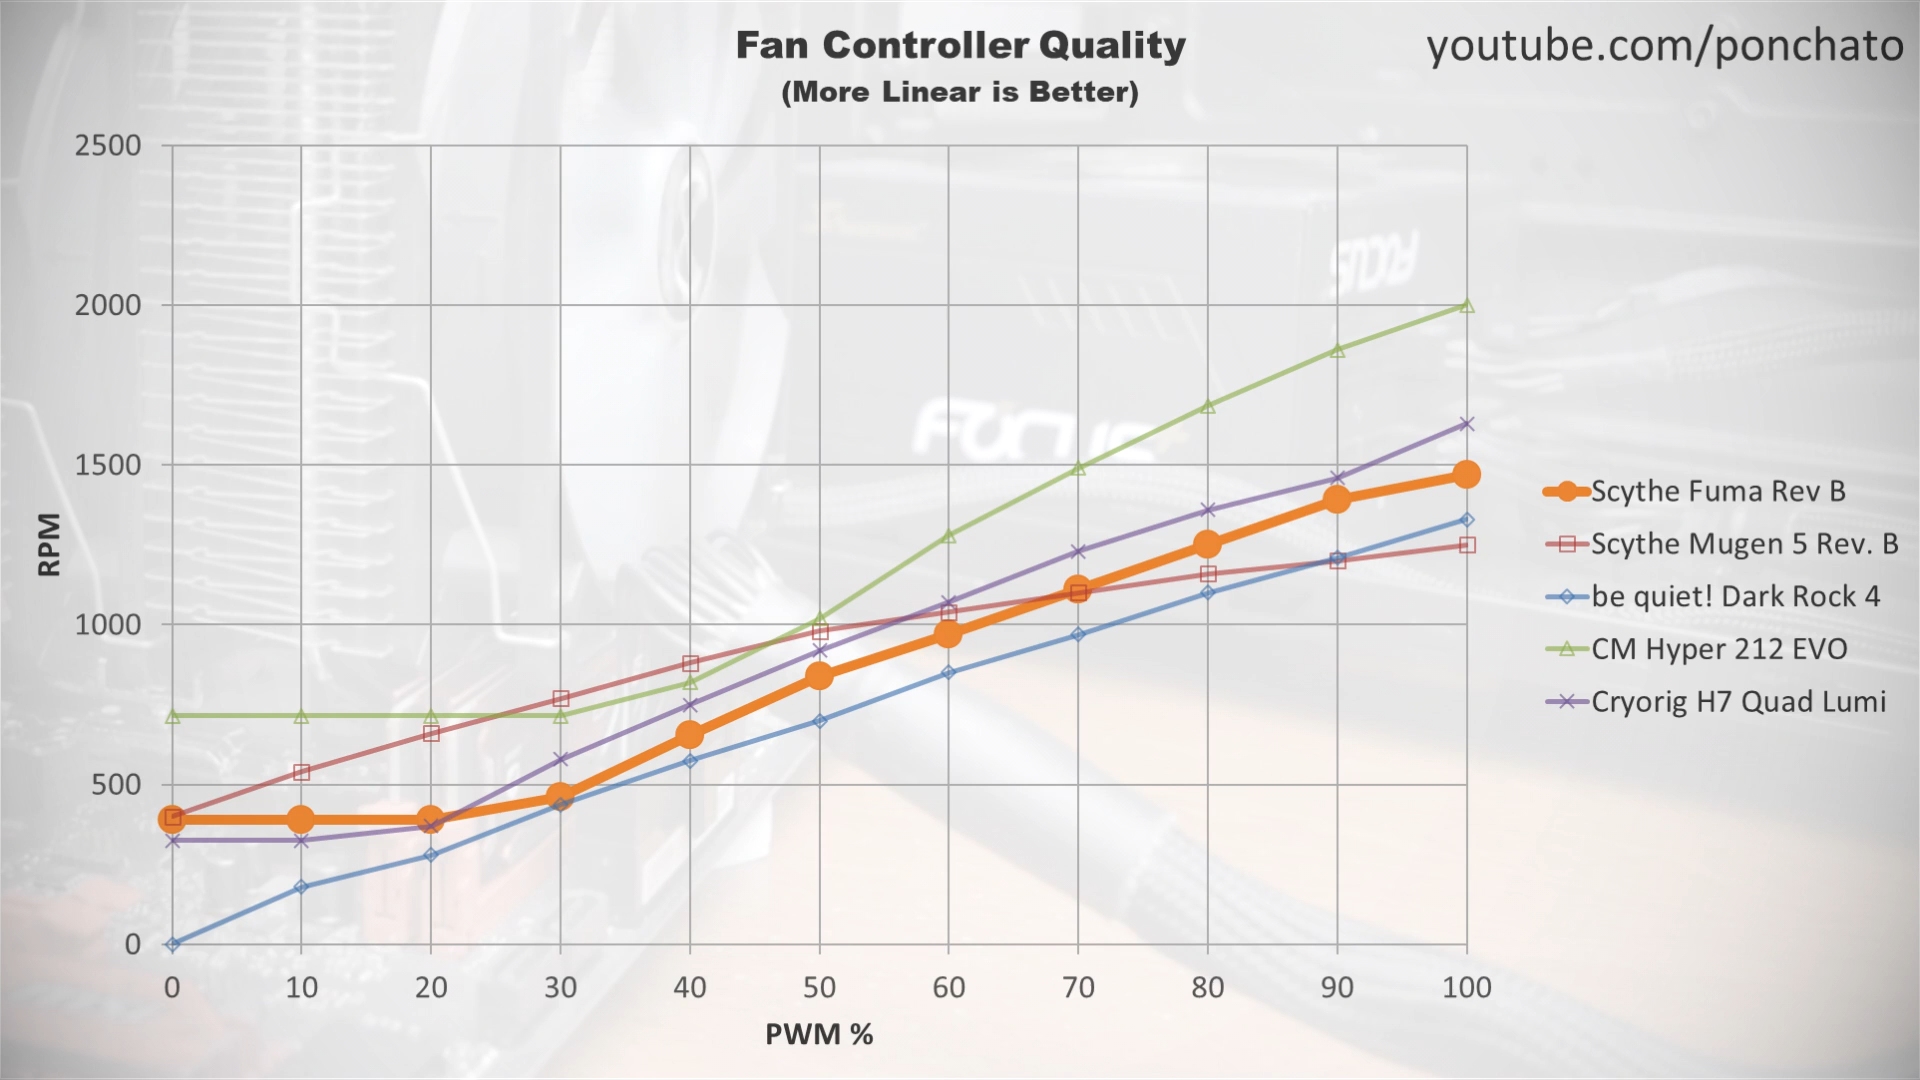 Fan Controller Quality
(More Linear is Better)
youtube.com/ponchato
2500
2000
1500
1000
500
0
RPM
0 10 20 30 40 50 60 70 80 90 100
PWM %
Scythe Fuma Rev B
Scythe Mugen 5 Rev. B
be quiet! Dark Rock 4
CM Hyper 212 EVO
Cryorig H7 Quad Lumi
FOCUS
FOCUS